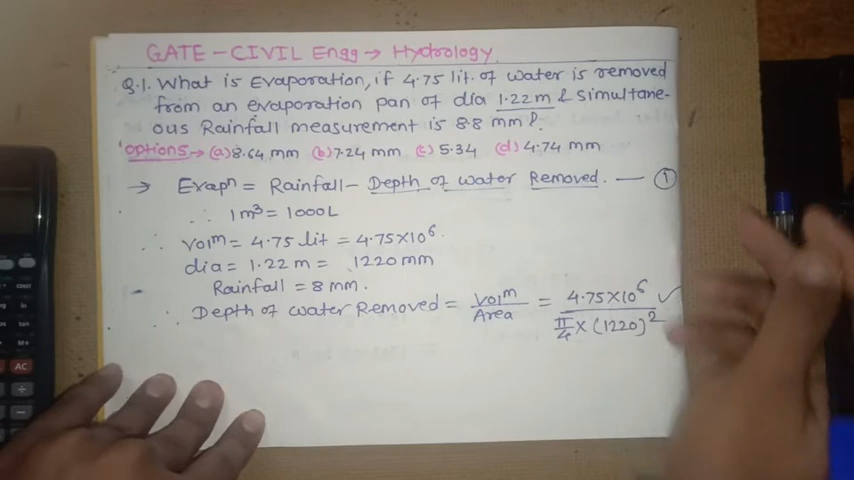 GATE - CIVIL Engg → Hydrology
Q.1. What is Evaporation, if 4.75 lit. of water is removed
from an evaporation pan of dia 1.22 m & simultane-
ous Rainfall measurement is 8.8 mm?
'Options → (a) 8.64 mm (b) 7.24 mm (c) 5.34 (d) 4.74 mm
→ Evapn = Rainfall - Depth of water Removed. — ①
∴ 1 m³ = 1000L
∴ volm = 4.75 lit = 4.75×10⁶.
dia = 1.22 m = 1220 mm
Rainfall = 8 mm.
∴ Depth of water Removed = volm / Area = 4.75×10⁶ / π/4 × (1220)² ✓
AC